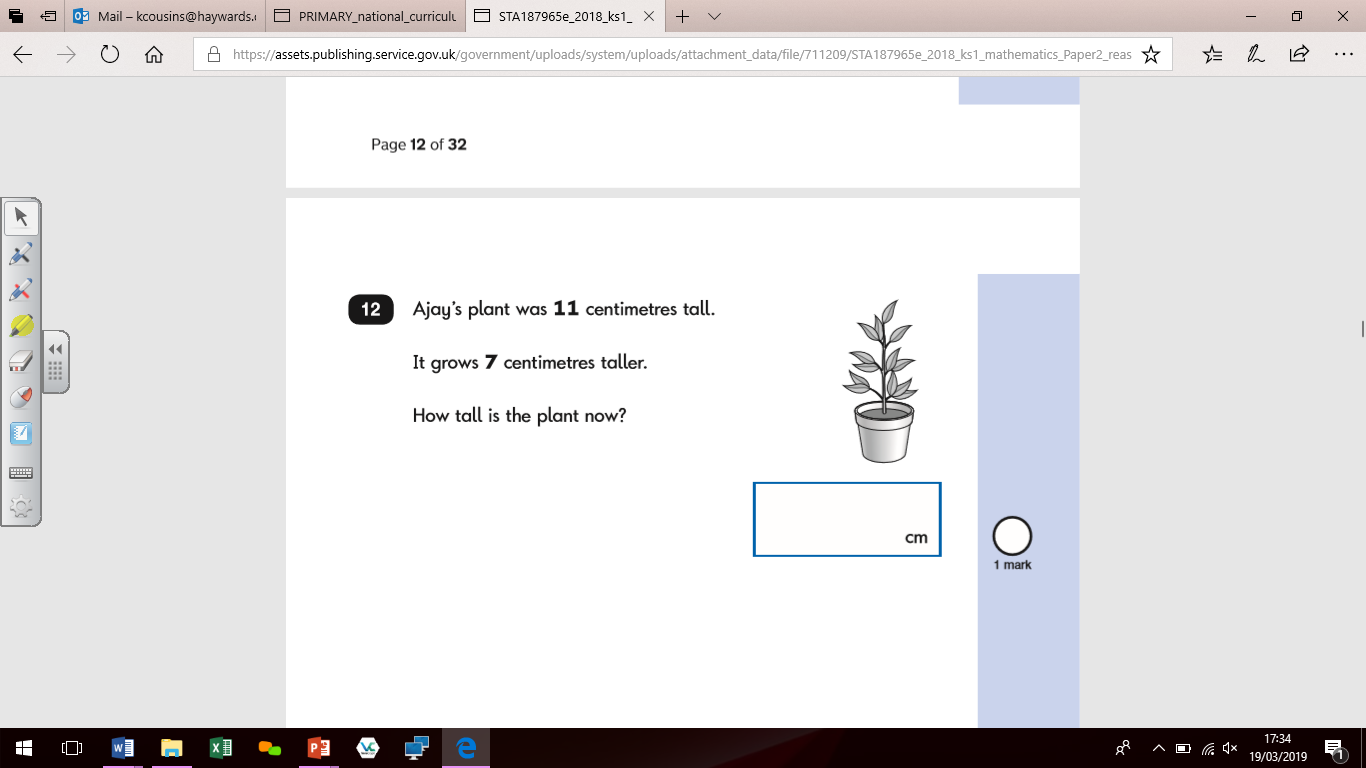 Mail – kcousins@haywards.
PRIMARY_national_curricul
STA187965e_2018_ks1_
https://assets.publishing.service.gov.uk/government/uploads/system/uploads/attachment_data/file/711209/STA187965e_2018_ks1_mathematics_Paper2_reas
Page 12 of 32
12 Ajay's plant was 11 centimetres tall.
It grows 7 centimetres taller.
How tall is the plant now?
cm
1 mark
17:34
19/03/2019
1